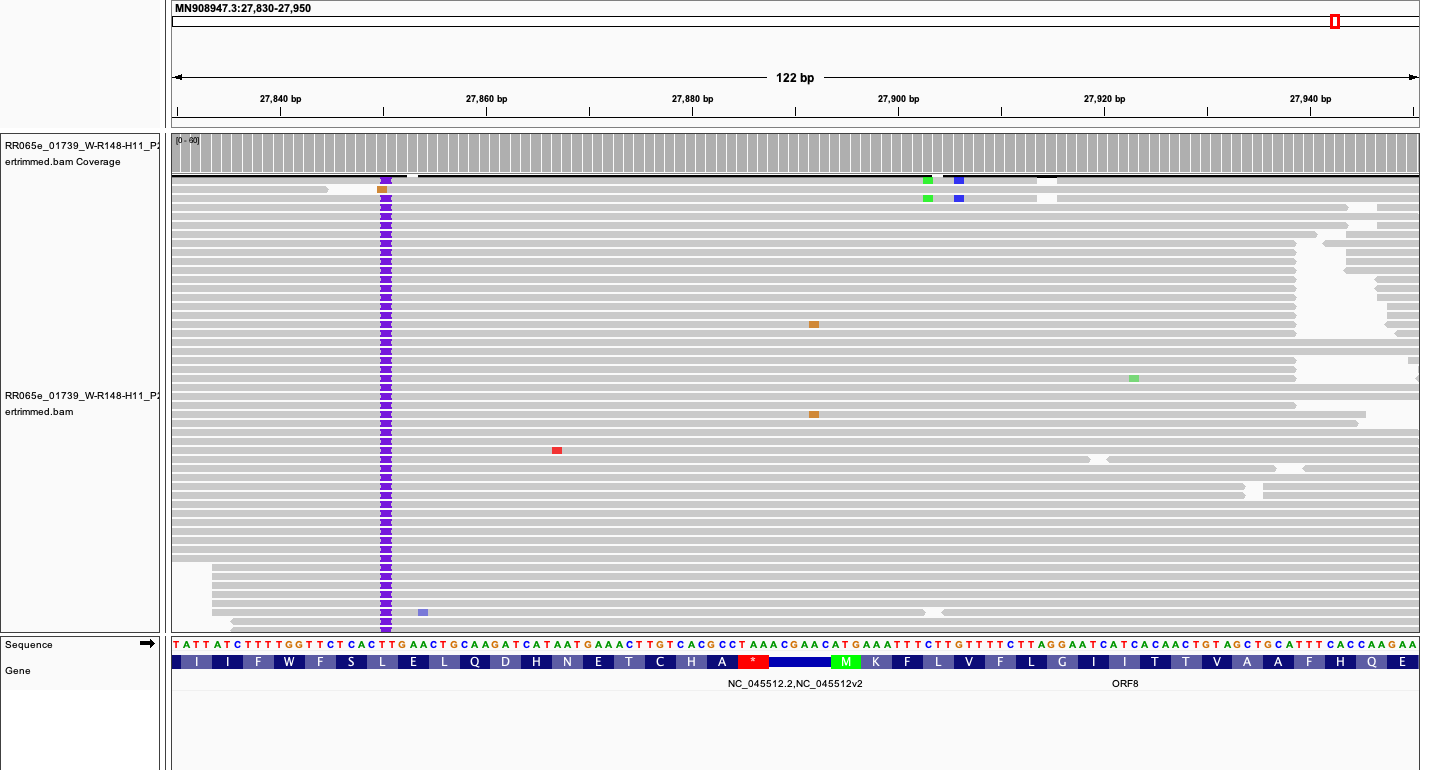 MN908947.3:27,830-27,950
122 bp
27,840 bp 27,860 bp 27,880 bp 27,900 bp 27,920 bp 27,940 bp
RR065e_01739_W-R148-H11_P2
ertrimmed.bam Coverage
[0 - 60]
RR065e_01739_W-R148-H11_P2
ertrimmed.bam
Sequence
TATTATCTTTTGGTTCTCACTTGAACTGCAAGATCATAATGAAACTTGTCACGCCTAAACGAACATGAAATTTCTTGTTTTCTTAGGAATCATCACAACTGTAGCTGCATTTCACCAAGAA
Gene
I I F W F S L E L Q D H N E T C H A * M K F L V F L G I I T T V A A F H Q E
NC_045512.2,NC_045512v2 ORF8